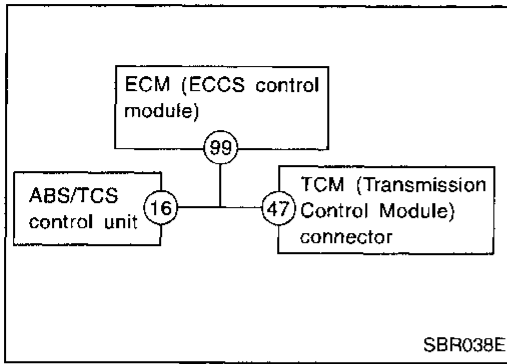 ECM (ECCS control
module)
99
ABS/TCS
control unit
16
47
TCM (Transmission
Control Module)
connector
SBR038E